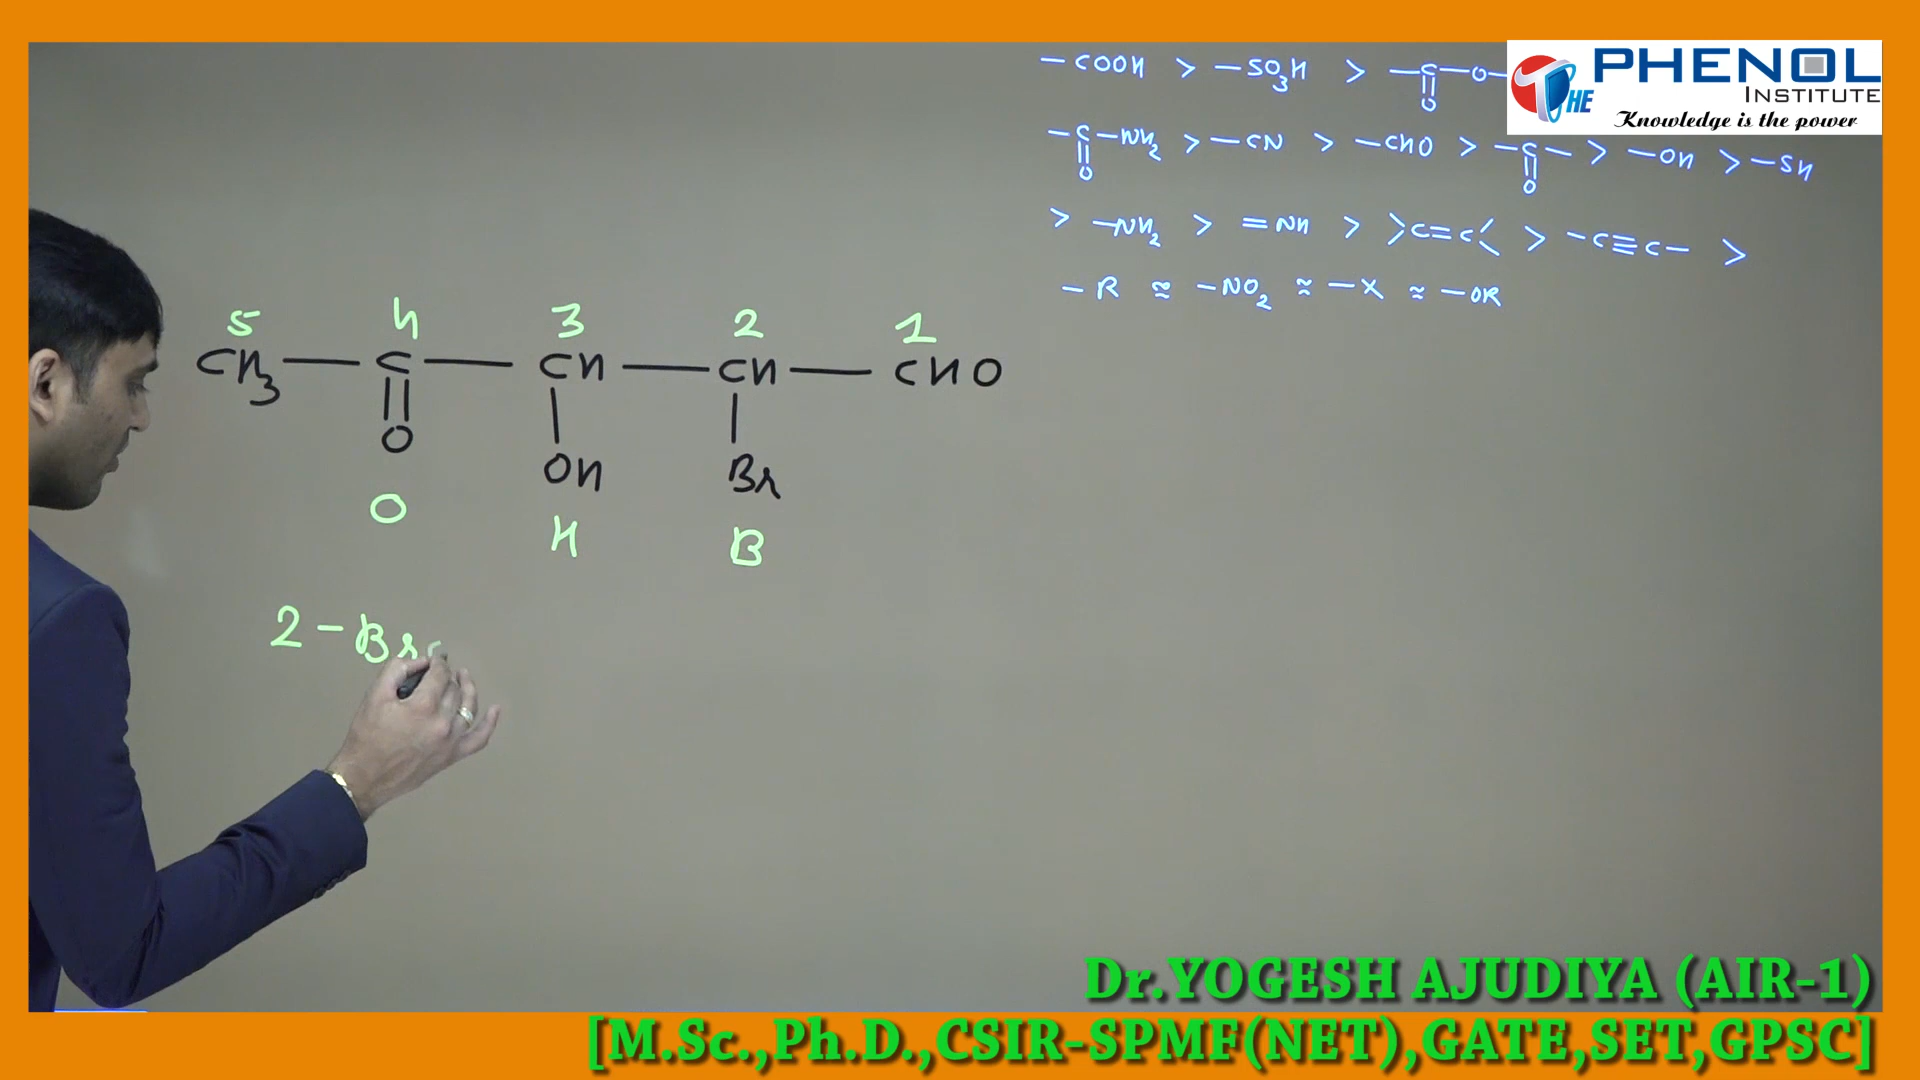 -COOH > -SO3H > -C-O-
O
THE PHENOL
INSTITUTE
Knowledge is the power
-C-NH2 > -CN > -CHO > -C- > -OH > -SH
O O
> -NH2 > =NH > >C=C< > -C≡C- >
-R ≈ -NO2 ≈ -X ≈ -OR
5 4 3 2 1
CH3-C-CH-CH-CHO
O OH Br
O H B
2-Bro
Dr.YOGESH AJUDIYA (AIR-1)
[M.Sc.,Ph.D.,CSIR-SPMF(NET),GATE,SET,GPSC]